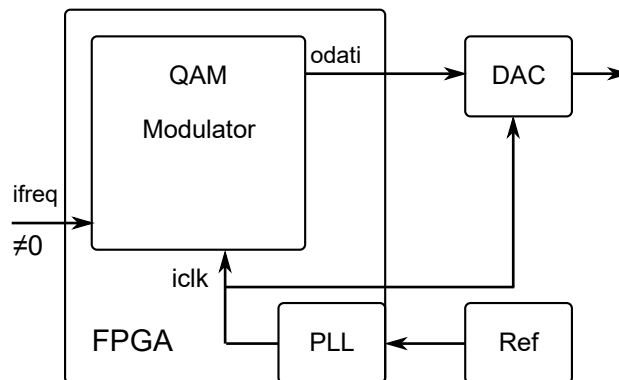 QAM
Modulator
odati
DAC
ifreq
≠0
iclk
FPGA
PLL
Ref